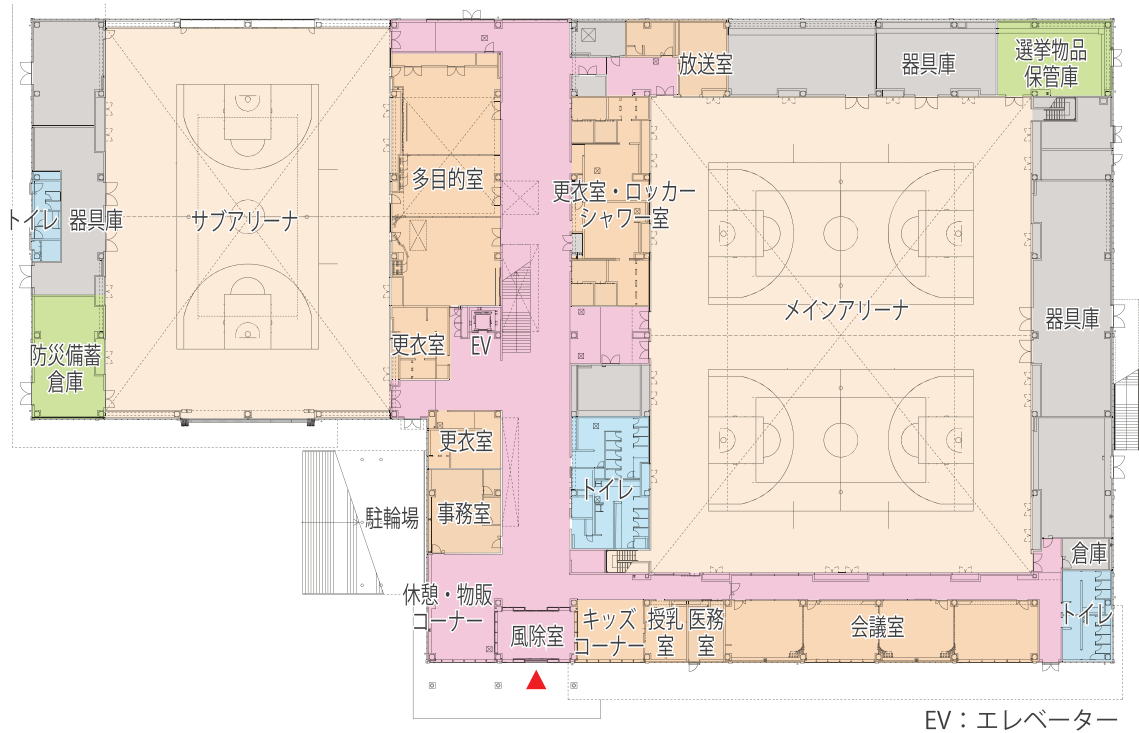 放送室
器具庫
選挙物品
保管庫
多目的室
更衣室・ロッカー
シャワー室
トイレ
器具庫
サブアリーナ
メインアリーナ
器具庫
防災備蓄
倉庫
更衣室
EV
更衣室
トイレ
事務室
駐輪場
倉庫
休憩・物販
コーナー
風除室
キッズ
コーナー
授乳
室
医務
室
会議室
トイレ
EV：エレベーター